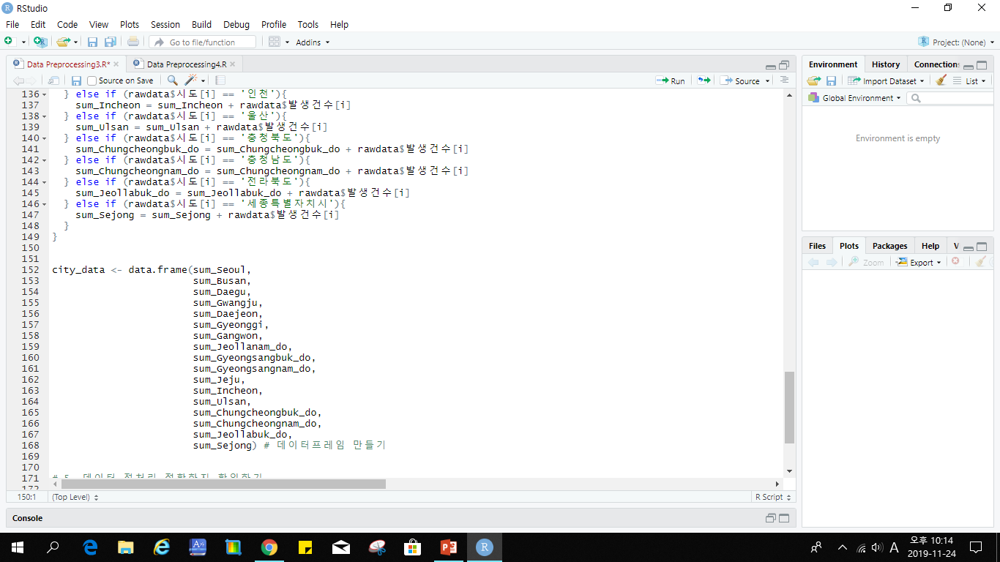 RStudio
File Edit Code View Plots Session Build Debug Profile Tools Help
Go to file/function Addins Project: (None)
Data Preprocessing3.R* Data Preprocessing4.R
Source on Save Run Source
136 } else if (rawdata$시도[i] == '인천'){
137 sum_Incheon = sum_Incheon + rawdata$발생건수[i]
138 } else if (rawdata$시도[i] == '울산'){
139 sum_Ulsan = sum_Ulsan + rawdata$발생건수[i]
140 } else if (rawdata$시도[i] == '충청북도'){
141 sum_Chungcheongbuk_do = sum_Chungcheongbuk_do + rawdata$발생건수[i]
142 } else if (rawdata$시도[i] == '충청남도'){
143 sum_Chungcheongnam_do = sum_Chungcheongnam_do + rawdata$발생건수[i]
144 } else if (rawdata$시도[i] == '전라북도'){
145 sum_Jeollabuk_do = sum_Jeollabuk_do + rawdata$발생건수[i]
146 } else if (rawdata$시도[i] == '세종특별자치시'){
147 sum_Sejong = sum_Sejong + rawdata$발생건수[i]
148 }
149 }
150
151
152 city_data <- data.frame(sum_Seoul,
153 sum_Busan,
154 sum_Daegu,
155 sum_Gwangju,
156 sum_Daejeon,
157 sum_Gyeonggi,
158 sum_Gangwon,
159 sum_Jeollanam_do,
160 sum_Gyeongsangbuk_do,
161 sum_Gyeongsangnam_do,
162 sum_Jeju,
163 sum_Incheon,
164 sum_Ulsan,
165 sum_Chungcheongbuk_do,
166 sum_Chungcheongnam_do,
167 sum_Jeollabuk_do,
168 sum_Sejong) # 데이터프레임 만들기
169
170
171
172
150:1 (Top Level) R Script
Console
Environment History Connections
Import Dataset List
Global Environment
Environment is empty
Files Plots Packages Help V
Zoom Export
A 오후 10:14
2019-11-24